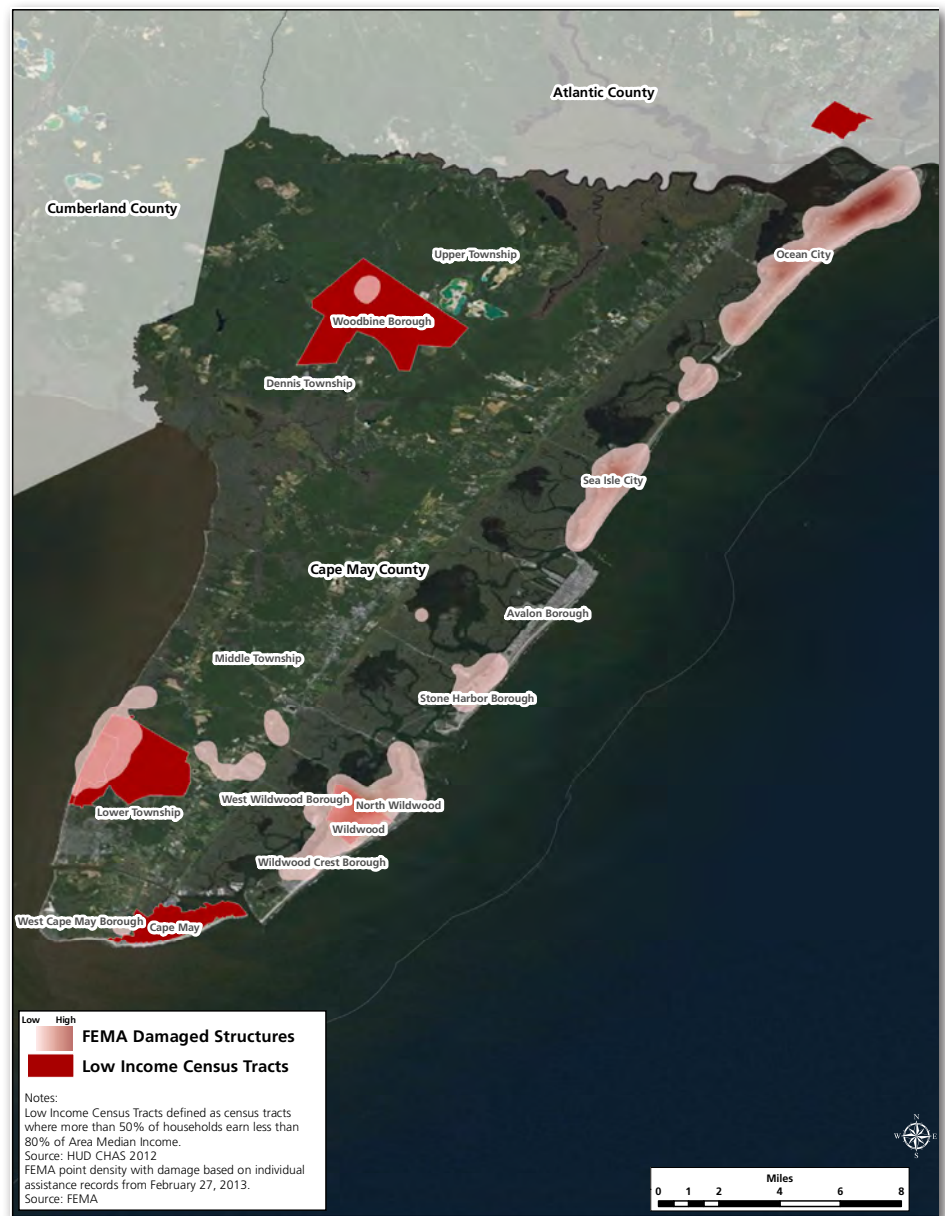 Atlantic County
Cumberland County
Upper Township
Ocean City
Woodbine Borough
Dennis Township
Sea Isle City
Cape May County
Avalon Borough
Middle Township
Stone Harbor Borough
West Wildwood Borough
North Wildwood
Lower Township
Wildwood
Wildwood Crest Borough
West Cape May Borough
Cape May
Low High
FEMA Damaged Structures
Low Income Census Tracts
Notes:
Low Income Census Tracts defined as census tracts
where more than 50% of households earn less than
80% of Area Median Income.
Source: HUD CHAS 2012
FEMA point density with damage based on individual
assistance records from February 27, 2013.
Source: FEMA
N
W E
S
Miles
0 1 2 4 6 8